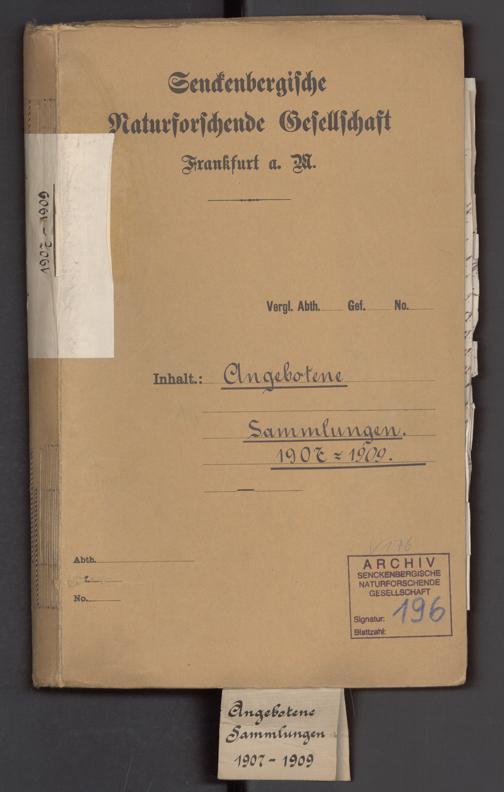 Senckenbergische
Naturforschende Gesellschaft
Frankfurt a. M.
1907-1909
Vergl. Abth. Gef. No.
Inhalt.: Angebotene
Sammlungen.
1907 = 1909.
Abth.
No.
V176
ARCHIV
SENCKENBERGISCHE
NATURFORSCHENDE
GESELLSCHAFT
Signatur: 196
Blattzahl:
Angebotene
Sammlungen
1907 - 1909